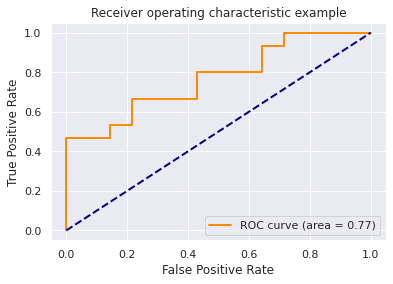 Receiver operating characteristic example
True Positive Rate
1.0
0.8
0.6
0.4
0.2
0.0
ROC curve (area = 0.77)
0.0 0.2 0.4 0.6 0.8 1.0
False Positive Rate